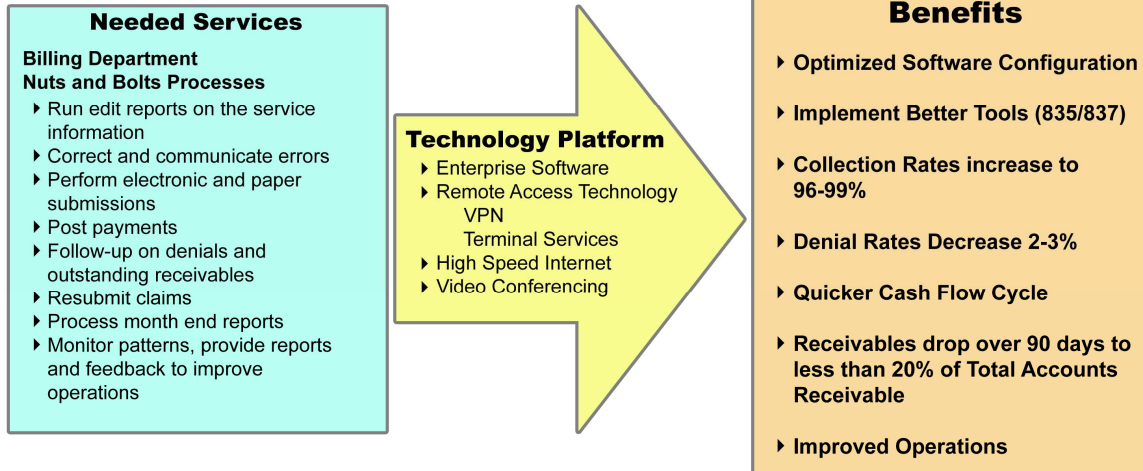 Needed Services
Billing Department
Nuts and Bolts Processes
Run edit reports on the service
information
Correct and communicate errors
Perform electronic and paper
submissions
Post payments
Follow-up on denials and
outstanding receivables
Resubmit claims
Process month end reports
Monitor patterns, provide reports
and feedback to improve
operations
Technology Platform
Enterprise Software
Remote Access Technology
VPN
Terminal Services
High Speed Internet
Video Conferencing
Benefits
Optimized Software Configuration
Implement Better Tools (835/837)
Collection Rates increase to
96-99%
Denial Rates Decrease 2-3%
Quicker Cash Flow Cycle
Receivables drop over 90 days to
less than 20% of Total Accounts
Receivable
Improved Operations